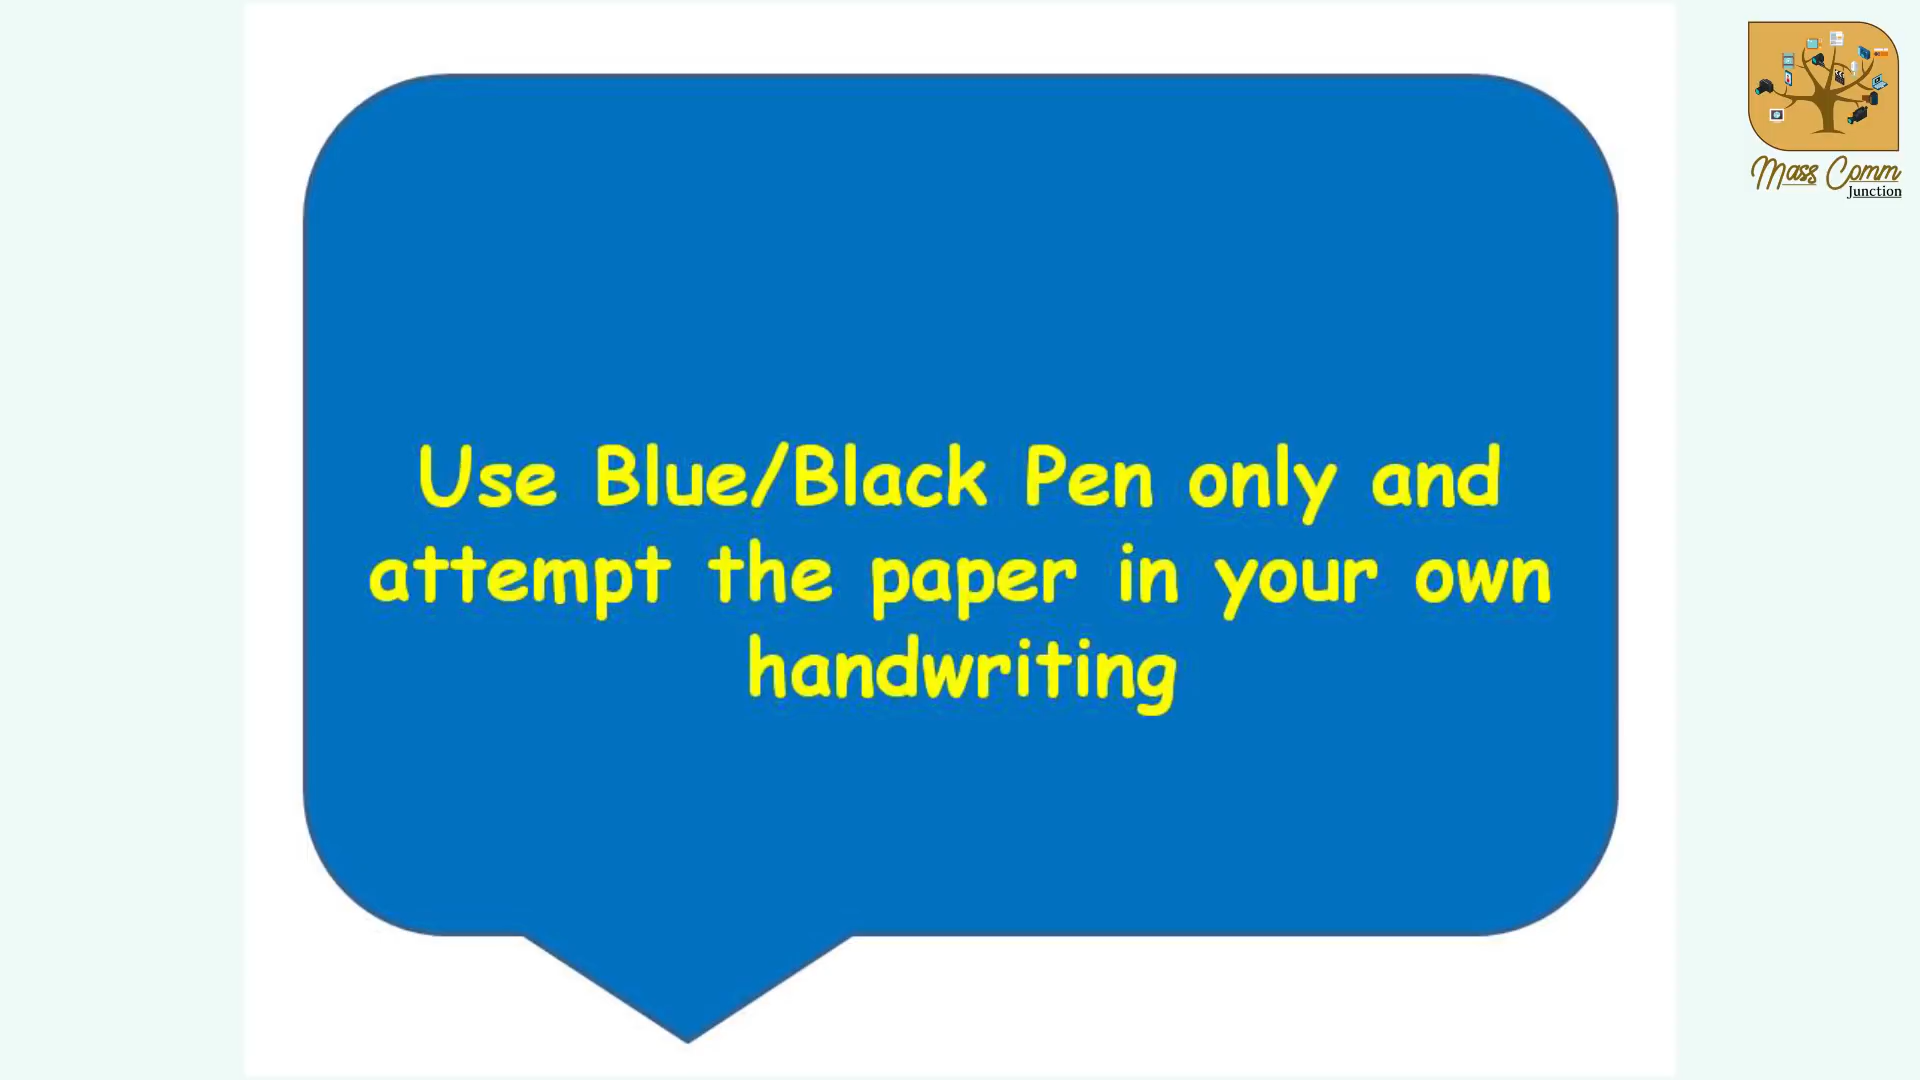 Mass Comm
Junction
Use Blue/Black Pen only and
attempt the paper in your own
handwriting